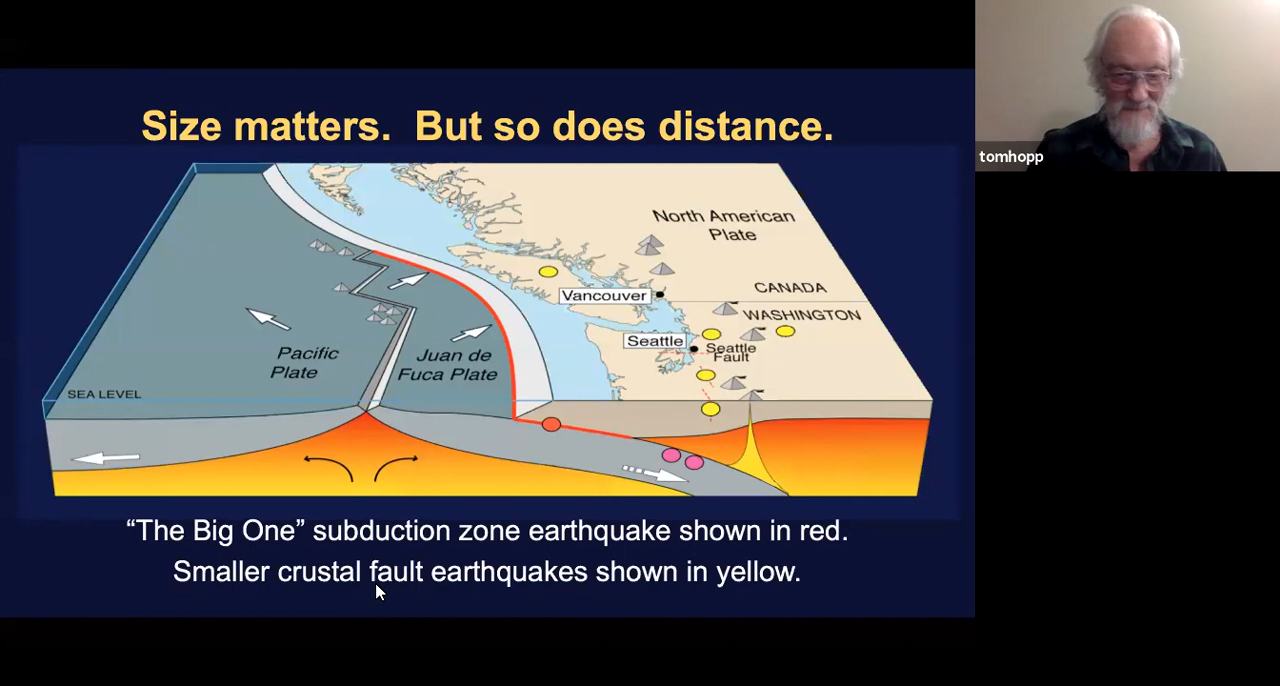 Size matters.  But so does distance.
tomhopp
North American
Plate
CANADA
Vancouver
WASHINGTON
Seattle
Seattle
Fault
Pacific
Plate
Juan de
Fuca Plate
SEA LEVEL
“The Big One” subduction zone earthquake shown in red.
Smaller crustal fault earthquakes shown in yellow.